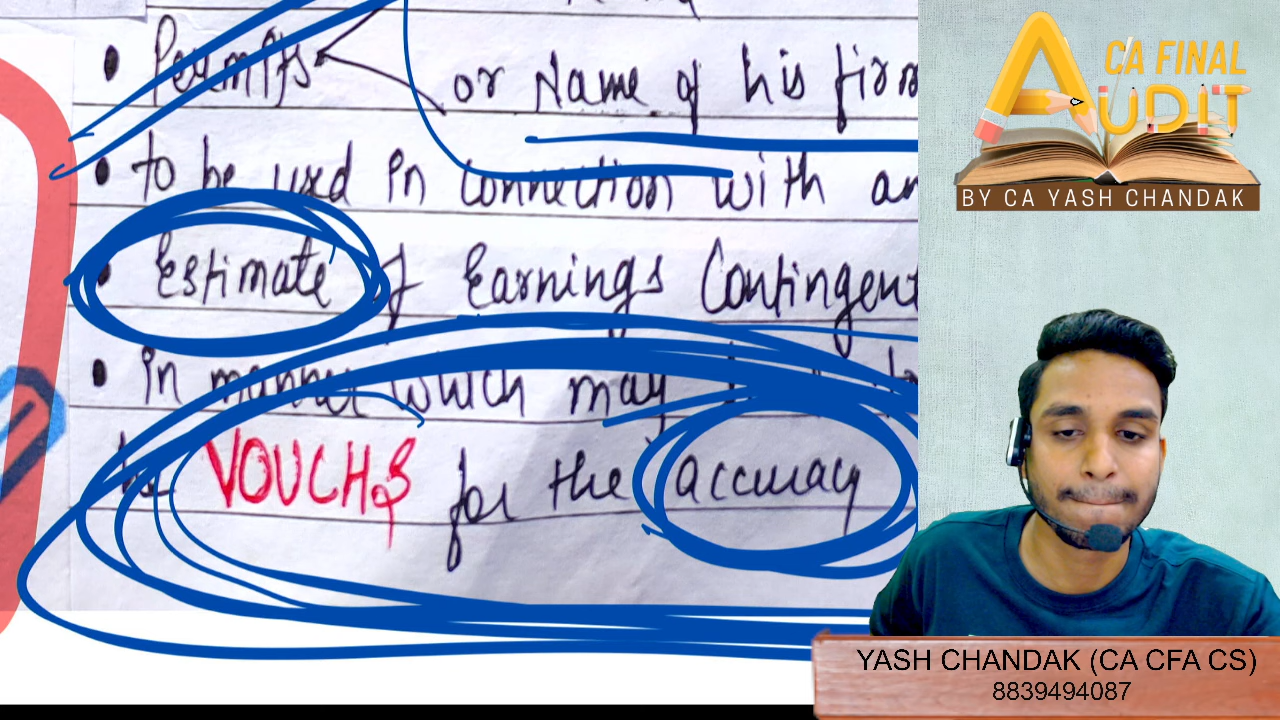 • Permits
or Name of his firm
• to be used in connection with an
• Estimate of Earnings Contingent
• in manner which may
VOUCHS for the accuracy
CA FINAL
AUDIT
BY CA YASH CHANDAK
YASH CHANDAK (CA CFA CS)
8839494087